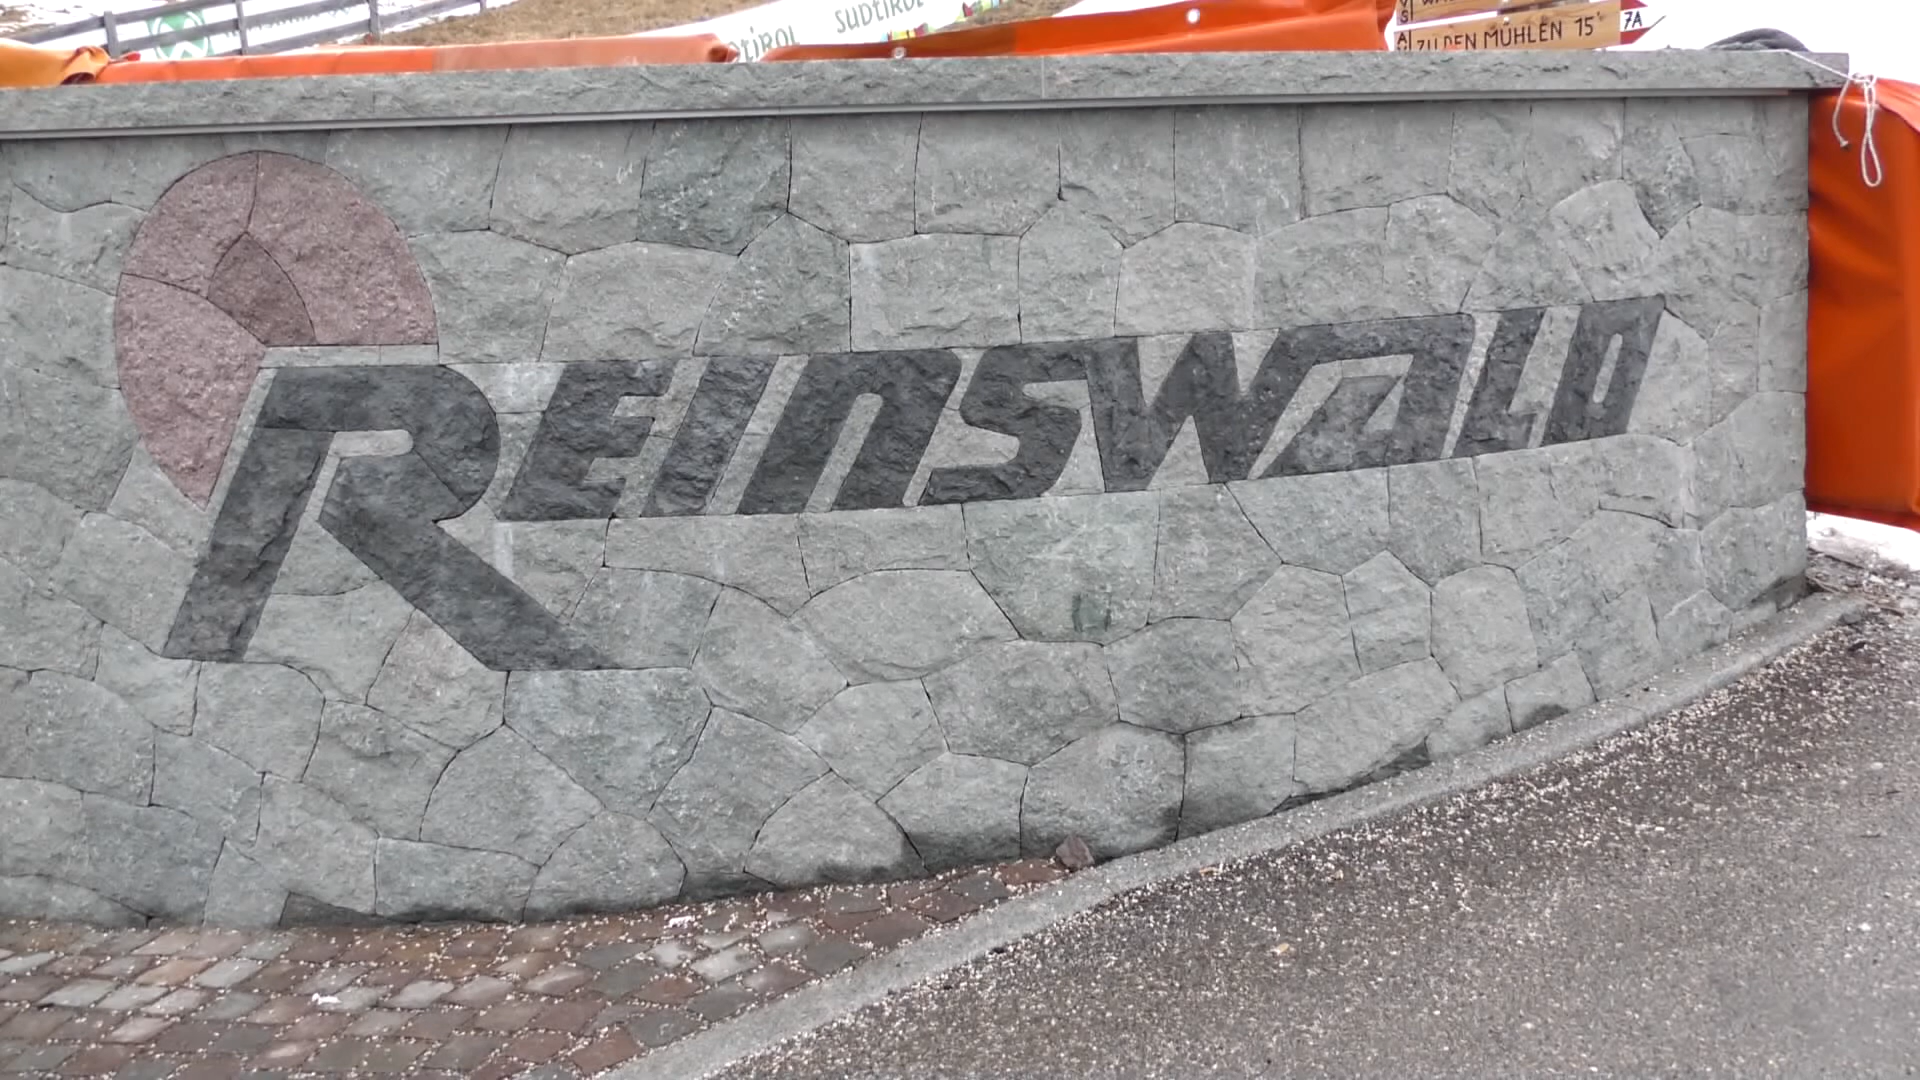 SÜDTIROL
ZU DEN MÜHLEN 15'
7A
REINSWALD